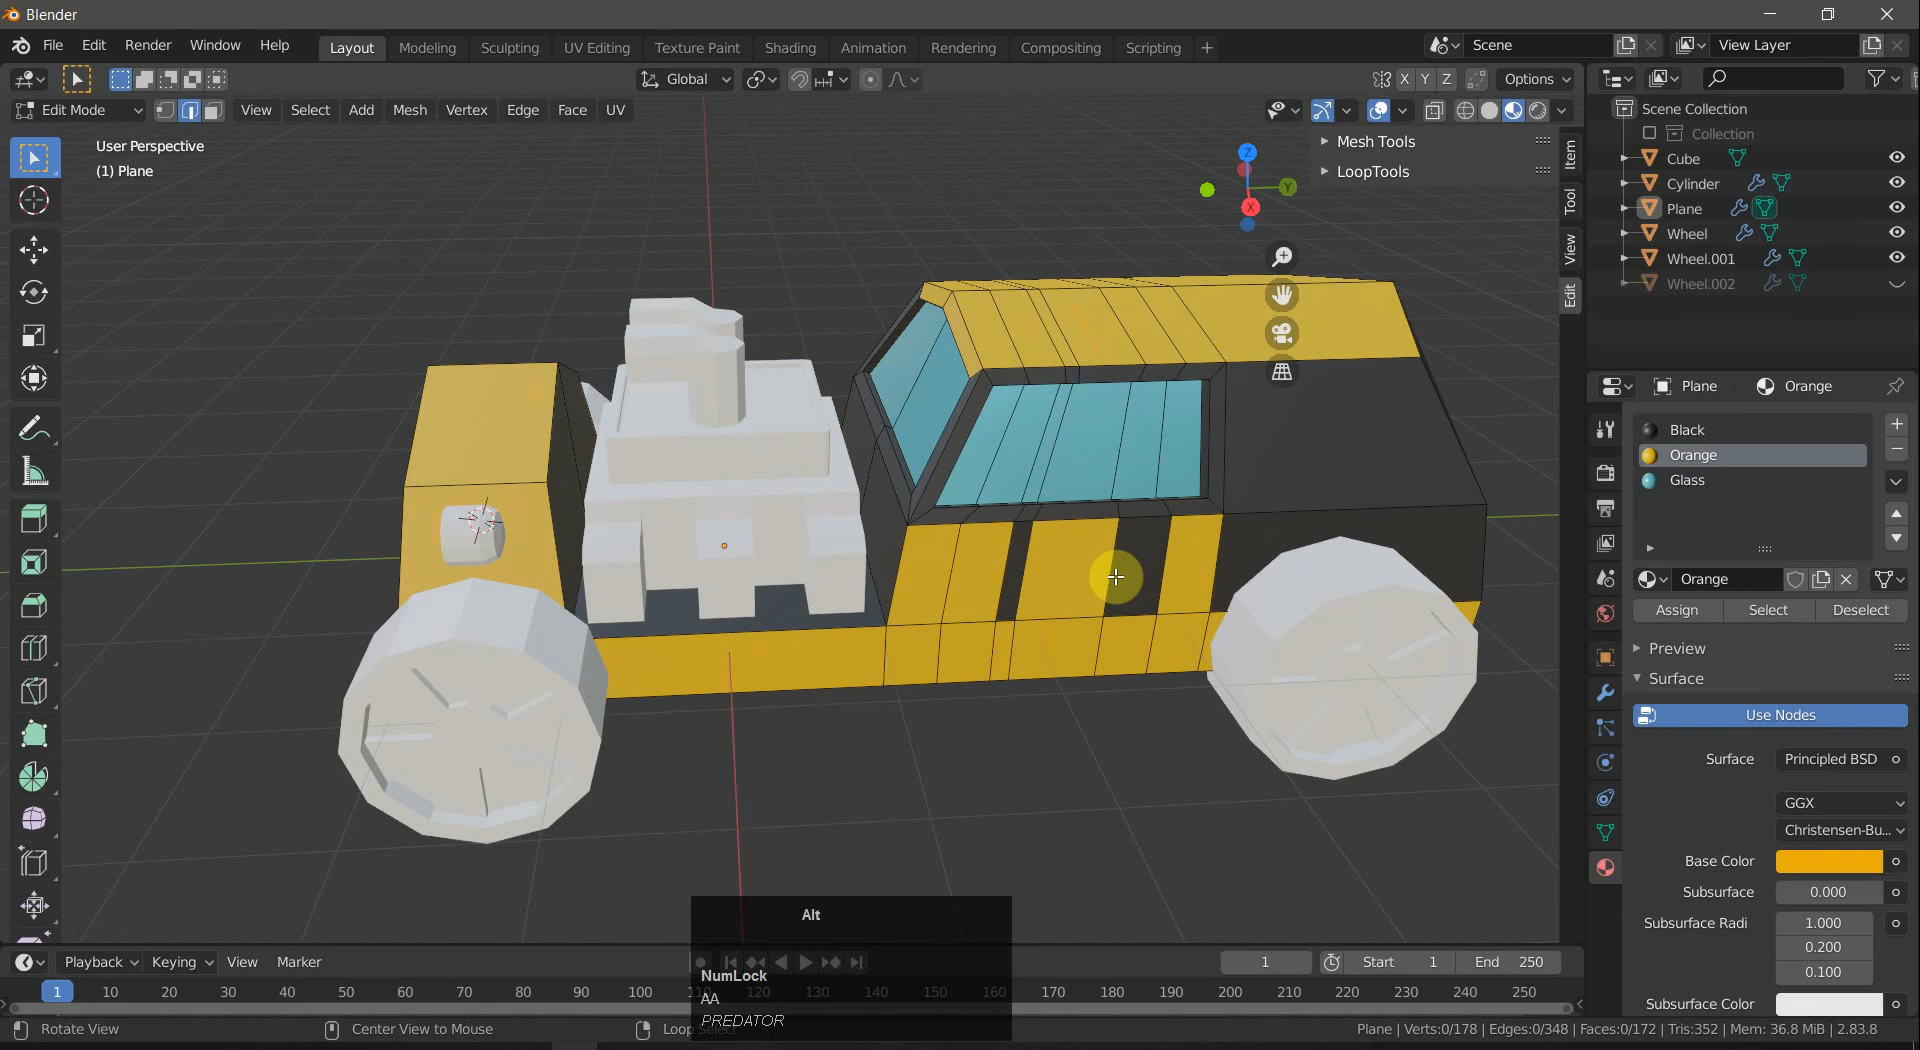 Blender
File Edit Render Window Help Layout Modeling Sculpting UV Editing Texture Paint Shading Animation Rendering Compositing Scripting + Scene View Layer
Global X Y Z Options
Edit Mode View Select Add Mesh Vertex Edge Face UV
User Perspective
(1) Plane
Mesh Tools
LoopTools
Z
Y
X
Item
Tool
View
Edit
Scene Collection
Collection
Cube
Cylinder
Plane
Wheel
Wheel.001
Wheel.002
Plane Orange
Black
Orange
Glass
Orange
Assign Select Deselect
Preview
Surface
Use Nodes
Surface Principled BSD
GGX
Christensen-Bu...
Base Color
Subsurface 0.000
Subsurface Radi 1.000
0.200
0.100
Subsurface Color
Alt
NumLock
AA
PREDATOR
Playback Keying View Marker 1 Start 1 End 250
1 10 20 30 40 50 60 70 80 90 100 110 120 130 140 150 160 170 180 190 200 210 220 230 240 250
Rotate View Center View to Mouse Loop Select Plane | Verts:0/178 | Edges:0/348 | Faces:0/172 | Tris:352 | Mem: 36.8 MiB | 2.83.8